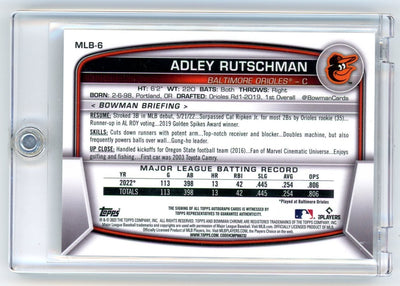 MLB-6
ADLEY RUTSCHMAN
BALTIMORE ORIOLES® – C
HT: 6'2" WT: 220 BATS: Both THROWS: Right
BORN: 2-6-98, Portland, OR DRAFTED: Orioles Rd1-2019, 1st Overall @BowmanCards
< BOWMAN BRIEFING >
RESUME: Stroked 3B in MLB debut, 5/21/22...Surpassed Cal Ripken Jr. for most 2Bs by Orioles rookie (35)...
Runner-up in AL ROY voting...2019 Golden Spikes Award winner.
SKILLS: Cuts down runners with potent arm...Top-notch receiver and blocker...Doubles machine, but also
frequently powers balls over wall...Gung-ho leader.
UP CLOSE: Handled kickoffs for Oregon State football team (2016)...Fan of Marvel Cinematic Universe...Enjoys
golfing and fishing...First car was 2003 Toyota Camry.
MAJOR LEAGUE BATTING RECORD
YR G AB HR RBI SLG AVG OPS
2022* 113 398 13 42 .445 .254 .806
TOTALS 113 398 13 42 .445 .254 .806
*Played at Baltimore Orioles
THE SIGNING OF ALL TOPPS AUTOGRAPH CARDS IS WITNESSED BY
TOPPS REPRESENTATIVES TO GUARANTEE AUTHENTICITY.
Topps
MLB PLAYERS